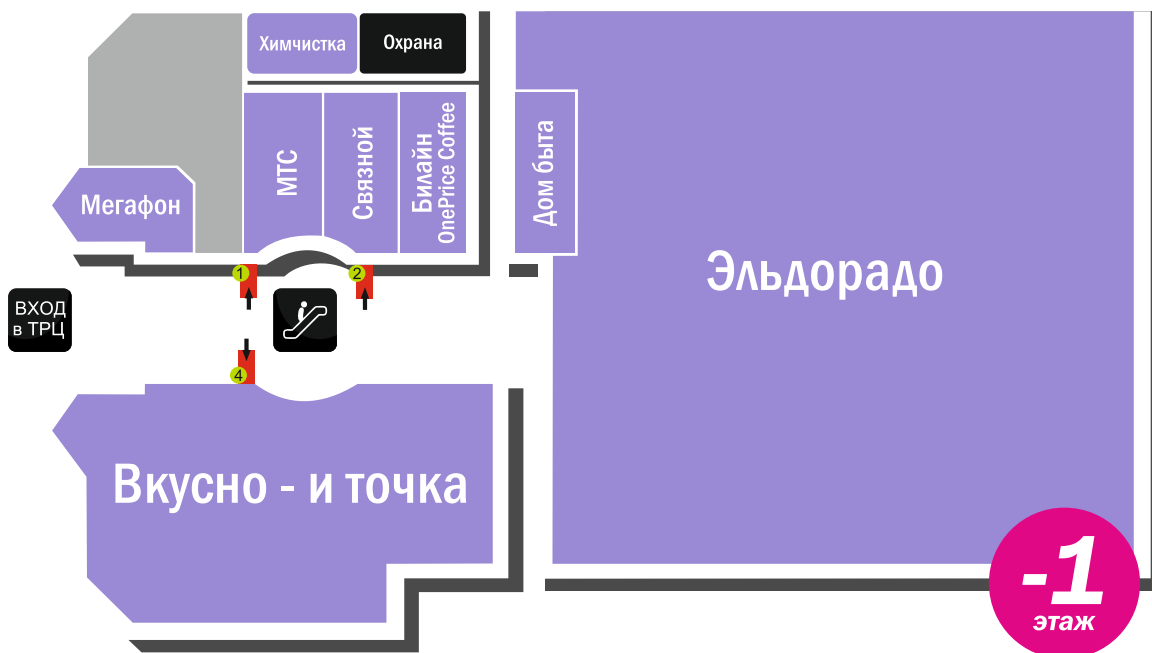 Химчистка
Охрана
МТС
Связной
Билайн
OnePrice Coffee
Дом быта
Мегафон
Эльдорадо
1
2
ВХОД
в ТРЦ
4
Вкусно - и точка
-1
этаж